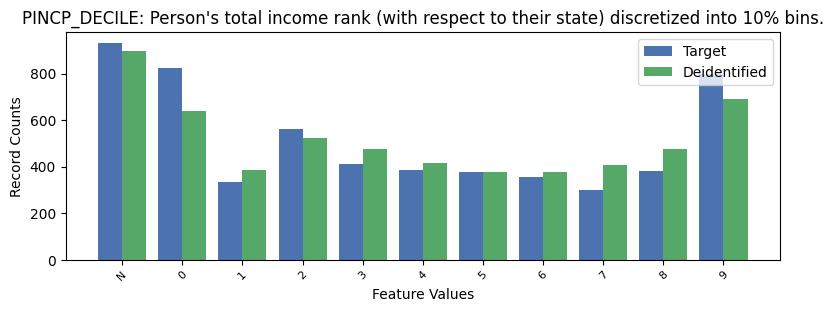 PINCP_DECILE: Person's total income rank (with respect to their state) discretized into 10% bins.
Target
Deidentified
Record Counts
800
600
400
200
0
N 0 1 2 3 4 5 6 7 8 9
Feature Values